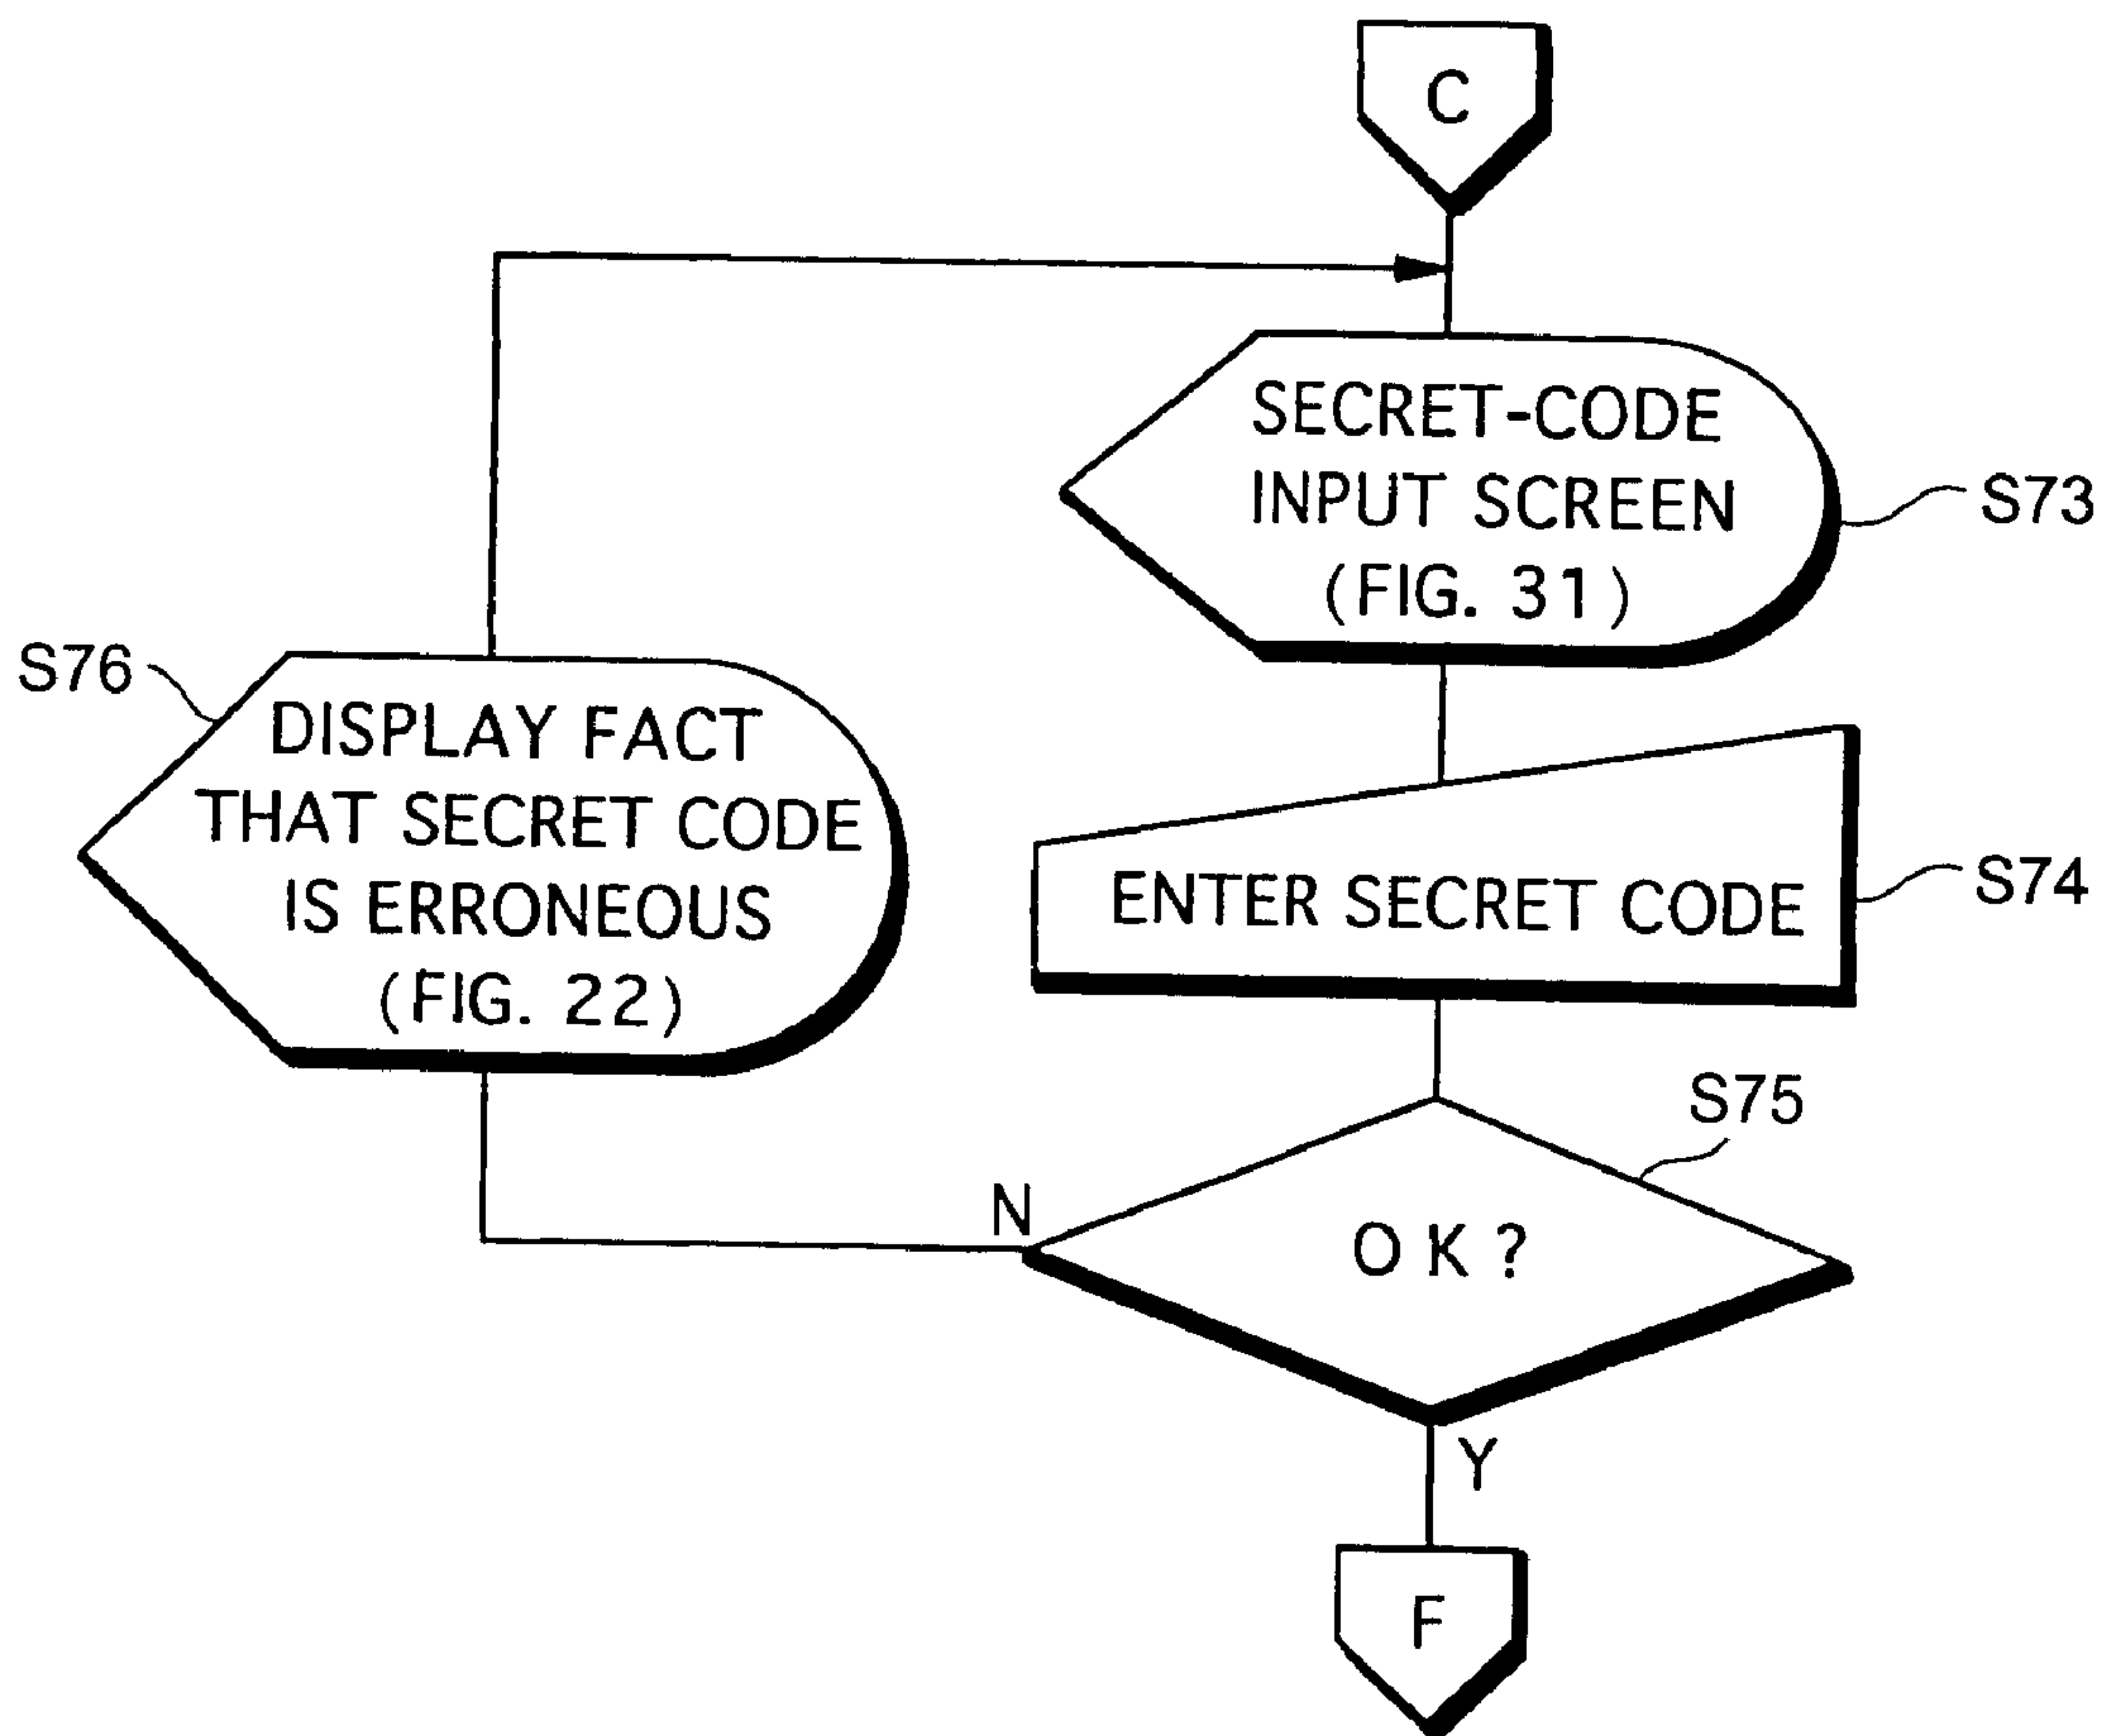 C
SECRET-CODE
INPUT SCREEN
(FIG. 31)
S73
S76
DISPLAY FACT
THAT SECRET CODE
IS ERRONEOUS
(FIG. 22)
ENTER SECRET CODE
S74
S75
N
OK?
Y
F